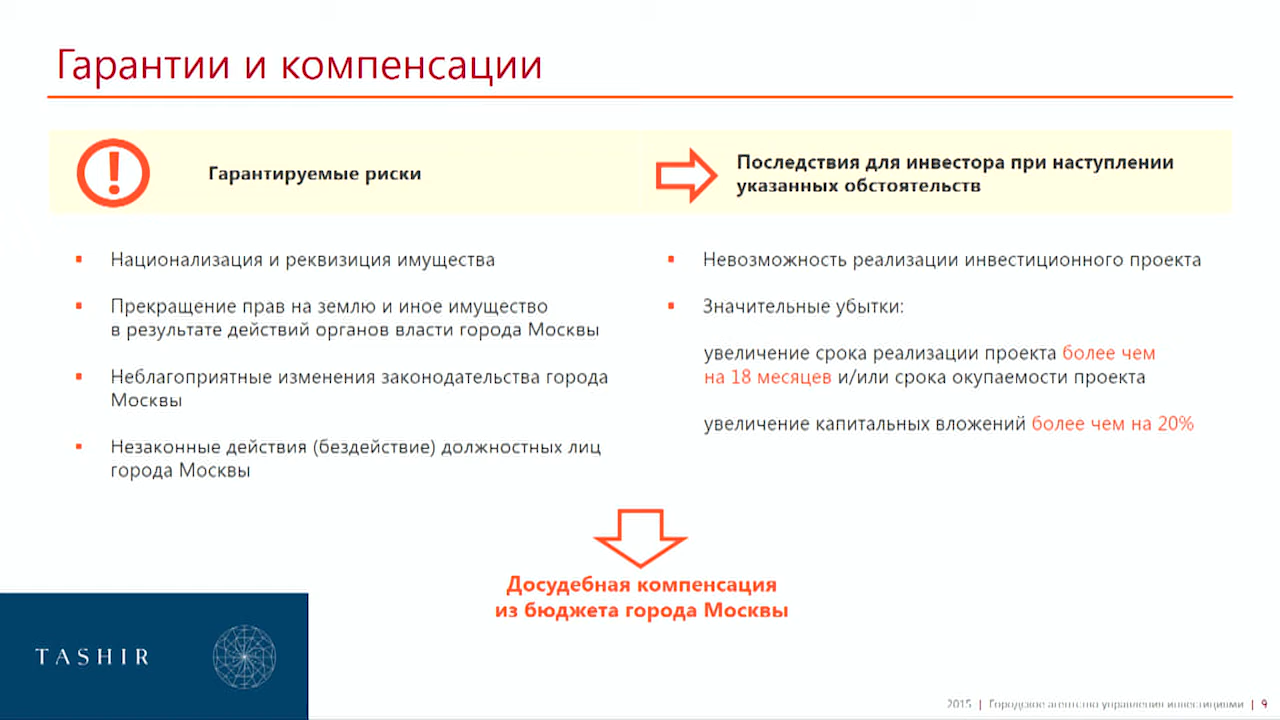 Гарантии и компенсации
Гарантируемые риски
Последствия для инвестора при наступлении
указанных обстоятельств
Национализация и реквизиция имущества
Прекращение прав на землю и иное имущество
в результате действий органов власти города Москвы
Неблагоприятные изменения законодательства города
Москвы
Незаконные действия (бездействие) должностных лиц
города Москвы
Невозможность реализации инвестиционного проекта
Значительные убытки:
увеличение срока реализации проекта более чем
на 18 месяцев и/или срока окупаемости проекта
увеличение капитальных вложений более чем на 20%
Досудебная компенсация
из бюджета города Москвы
TASHIR
2015 | Городское агентство управления инвестициями | 9